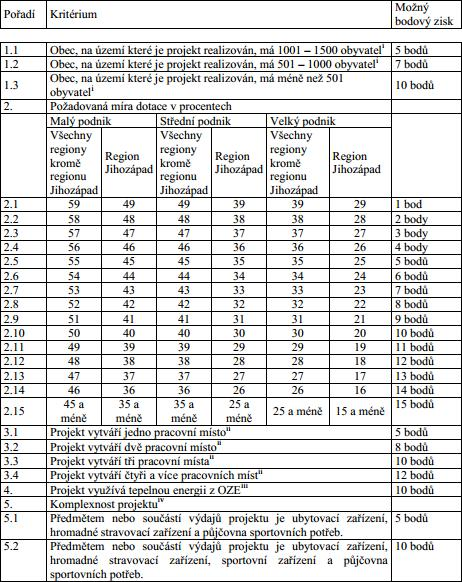 Pořadí Kritérium Možný
bodový zisk
1.1 Obec, na území které je projekt realizován, má 1001 – 1500 obyvatelⁱ 5 bodů
1.2 Obec, na území které je projekt realizován, má 501 – 1000 obyvatelⁱ 7 bodů
1.3 Obec, na území které je projekt realizován, má méně než 501 10 bodů
obyvatelⁱ
2. Požadovaná míra dotace v procentech
Malý podnik Střední podnik Velký podnik
Všechny Region Všechny Region Všechny Region
regiony Jihozápad regiony Jihozápad regiony Jihozápad
kromě kromě kromě
regionu regionu regionu
Jihozápad Jihozápad Jihozápad
2.1 59 49 49 39 39 29 1 bod
2.2 58 48 48 38 38 28 2 body
2.3 57 47 47 37 37 27 3 body
2.4 56 46 46 36 36 26 4 body
2.5 55 45 45 35 35 25 5 bodů
2.6 54 44 44 34 34 24 6 bodů
2.7 53 43 43 33 33 23 7 bodů
2.8 52 42 42 32 32 22 8 bodů
2.9 51 41 41 31 31 21 9 bodů
2.10 50 40 40 30 30 20 10 bodů
2.11 49 39 39 29 29 19 11 bodů
2.12 48 38 38 28 28 18 12 bodů
2.13 47 37 37 27 27 17 13 bodů
2.14 46 36 36 26 26 16 14 bodů
2.15 45 a méně 35 a méně 35 a méně 25 a méně 25 a méně 15 a méně 15 bodů
3.1 Projekt vytváří jedno pracovní místoⁱⁱ 5 bodů
3.2 Projekt vytváří dvě pracovní místoⁱⁱ 8 bodů
3.3 Projekt vytváří tři pracovní místaⁱⁱ 10 bodů
3.4 Projekt vytváří čtyři a více pracovních místⁱⁱ 12 bodů
4. Projekt využívá tepelnou energii z OZEⁱⁱⁱ 10 bodů
5. Komplexnost projektuⁱᵛ
5.1 Předmětem nebo součástí výdajů projektu je ubytovací zařízení, 5 bodů
hromadné stravovací zařízení a půjčovna sportovních potřeb.
5.2 Předmětem nebo součástí výdajů projektu je ubytovací zařízení, 10 bodů
hromadné stravovací zařízení, sportovní zařízení a půjčovna
sportovních potřeb.